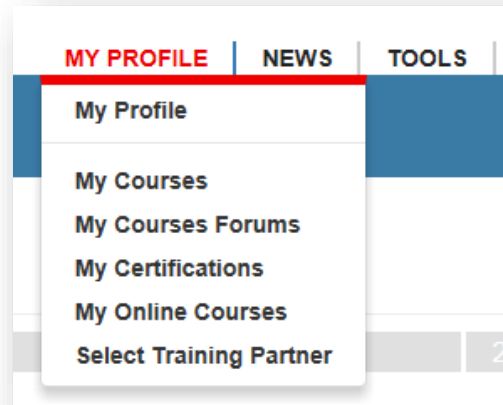 MY PROFILE NEWS TOOLS
My Profile
My Courses
My Courses Forums
My Certifications
My Online Courses
Select Training Partner
2